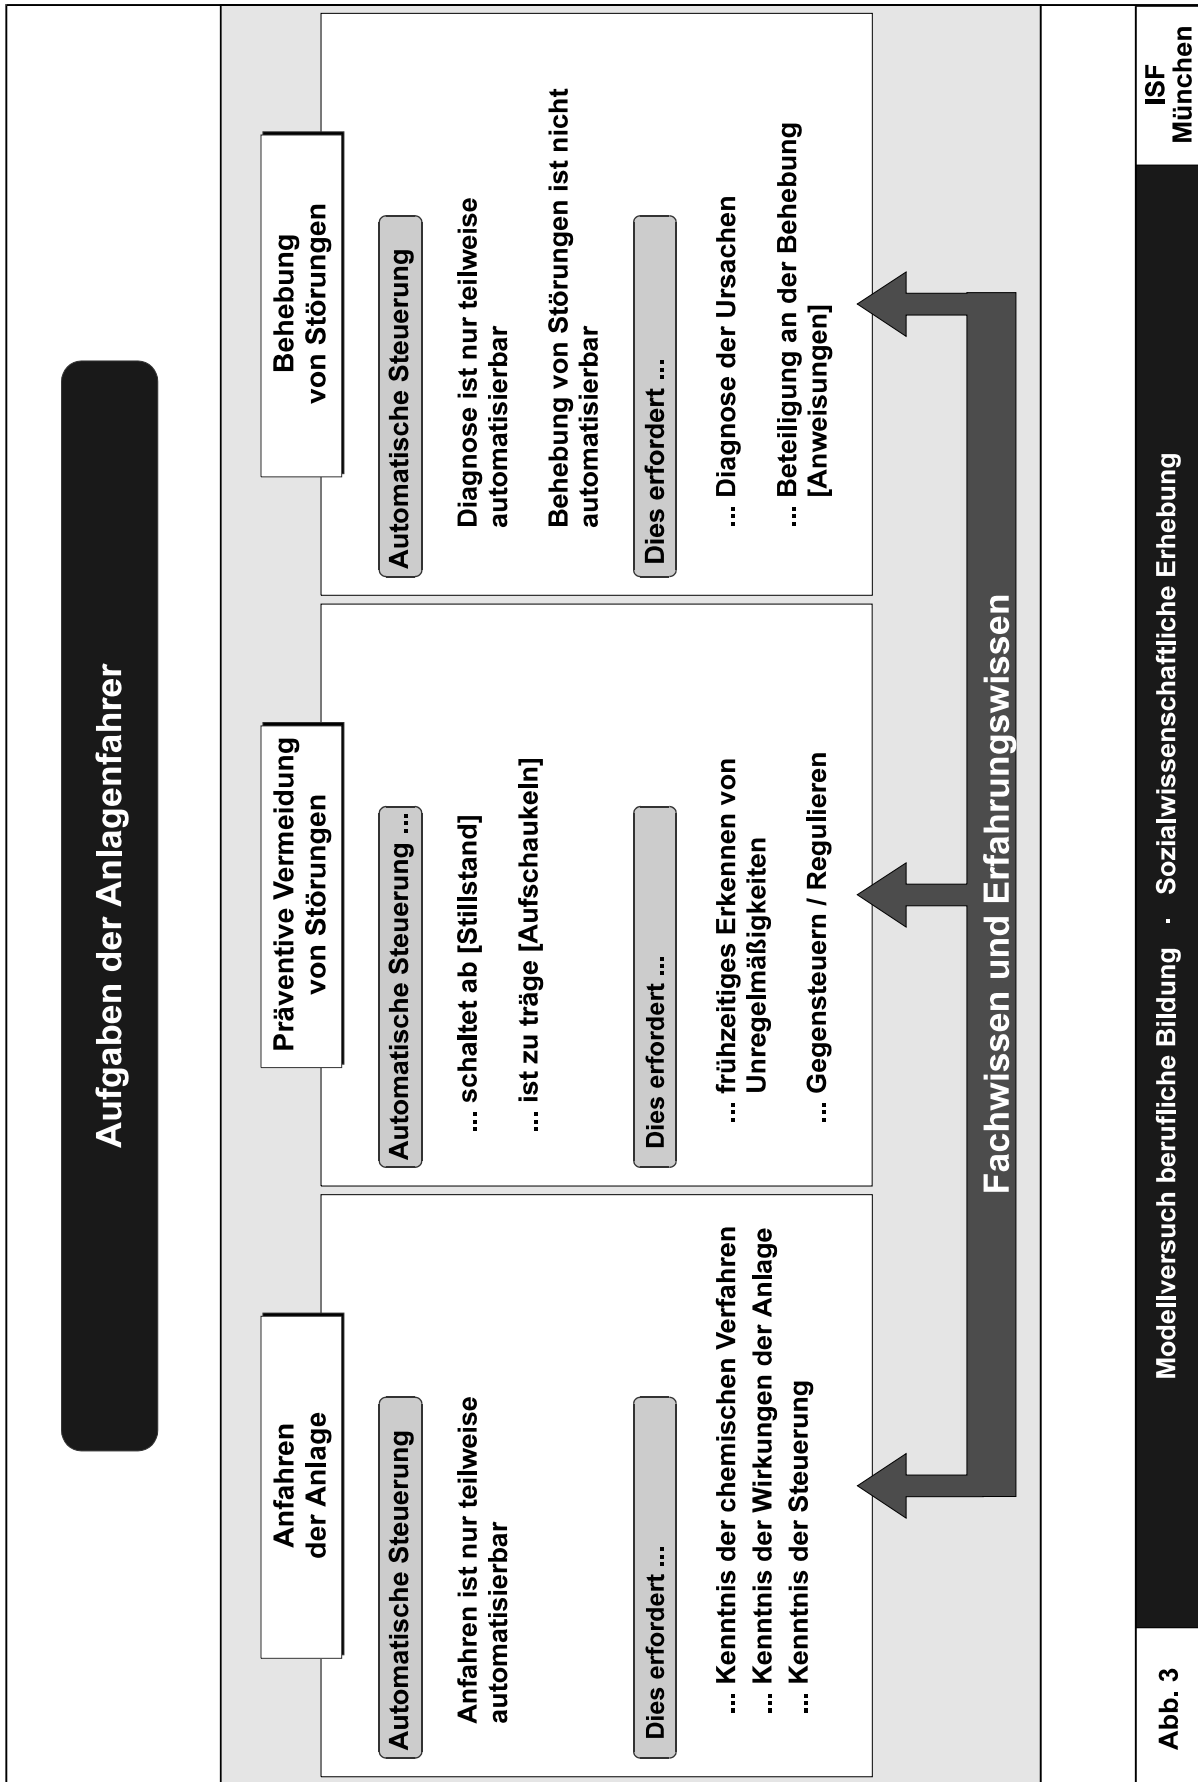 Aufgaben der Anlagenfahrer
Anfahren
der Anlage
Automatische Steuerung
Anfahren ist nur teilweise
automatisierbar
Dies erfordert ...
... Kenntnis der chemischen Verfahren
... Kenntnis der Wirkungen der Anlage
... Kenntnis der Steuerung
Präventive Vermeidung
von Störungen
Automatische Steuerung ...
... schaltet ab [Stillstand]
... ist zu träge [Aufschaukeln]
Dies erfordert ...
... frühzeitiges Erkennen von
Unregelmäßigkeiten
... Gegensteuern / Regulieren
Behebung
von Störungen
Automatische Steuerung
Diagnose ist nur teilweise
automatisierbar
Behebung von Störungen ist nicht
automatisierbar
Dies erfordert ...
... Diagnose der Ursachen
... Beteiligung an der Behebung
[Anweisungen]
Fachwissen und Erfahrungswissen
Abb. 3
Modellversuch berufliche Bildung · Sozialwissenschaftliche Erhebung
ISF
München